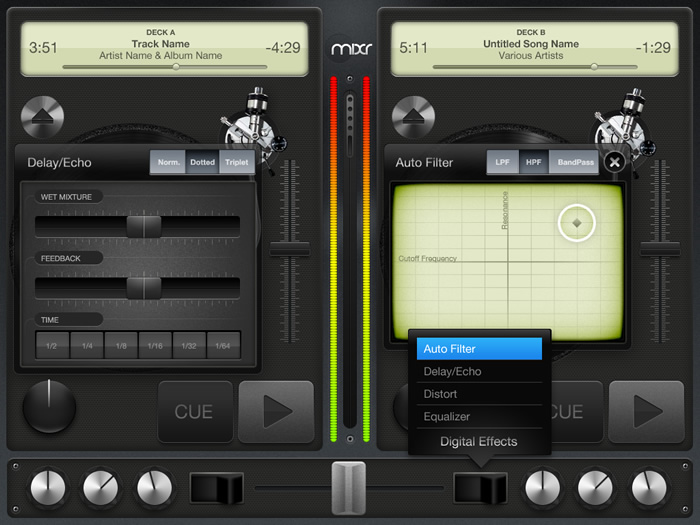 DECK A
3:51
Track Name
-4:29
Artist Name & Album Name
mixr
DECK B
5:11
Untitled Song Name
-1:29
Various Artists
Delay/Echo
Norm.
Dotted
Triplet
WET MIXTURE
FEEDBACK
TIME
1/2
1/4
1/8
1/16
1/32
1/64
CUE
Auto Filter
LPF
HPF
BandPass
Resonance
Cutoff Frequency
Auto Filter
Delay/Echo
Distort
Equalizer
Digital Effects
CUE